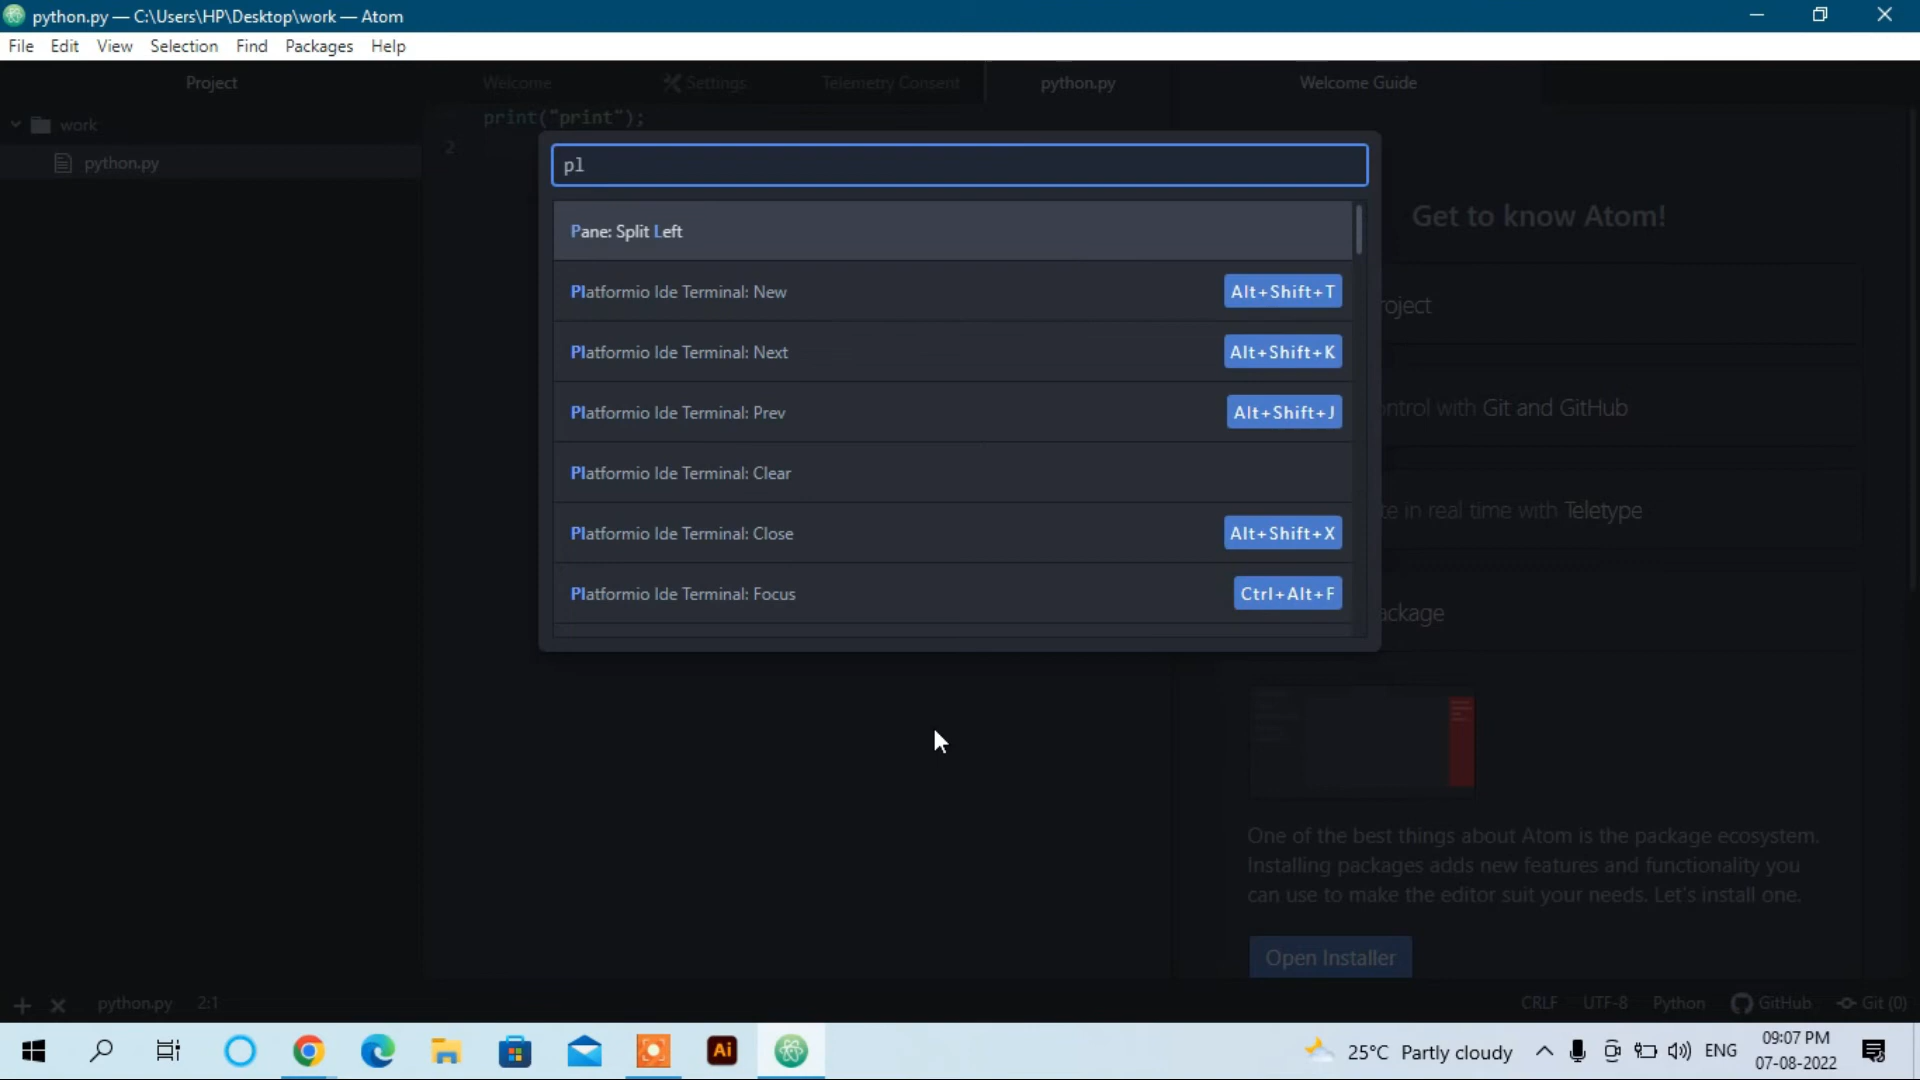 python.py — C:\Users\HP\Desktop\work — Atom
File Edit View Selection Find Packages Help
Project Welcome Settings Telemetry Consent python.py Welcome Guide
work
python.py
print("print");
2
pl
Pane: Split Left
Platformio Ide Terminal: New Alt+Shift+T
Platformio Ide Terminal: Next Alt+Shift+K
Platformio Ide Terminal: Prev Alt+Shift+J
Platformio Ide Terminal: Clear
Platformio Ide Terminal: Close Alt+Shift+X
Platformio Ide Terminal: Focus Ctrl+Alt+F
Get to know Atom!
with Git and GitHub
in real time with Teletype
One of the best things about Atom is the package ecosystem.
Installing packages adds new features and functionality you
can use to make the editor suit your needs. Let's install one.
Open Installer
python.py 2:1 CRLF UTF-8 Python GitHub Git (0)
Ai 25°C Partly cloudy ENG 09:07 PM
07-08-2022